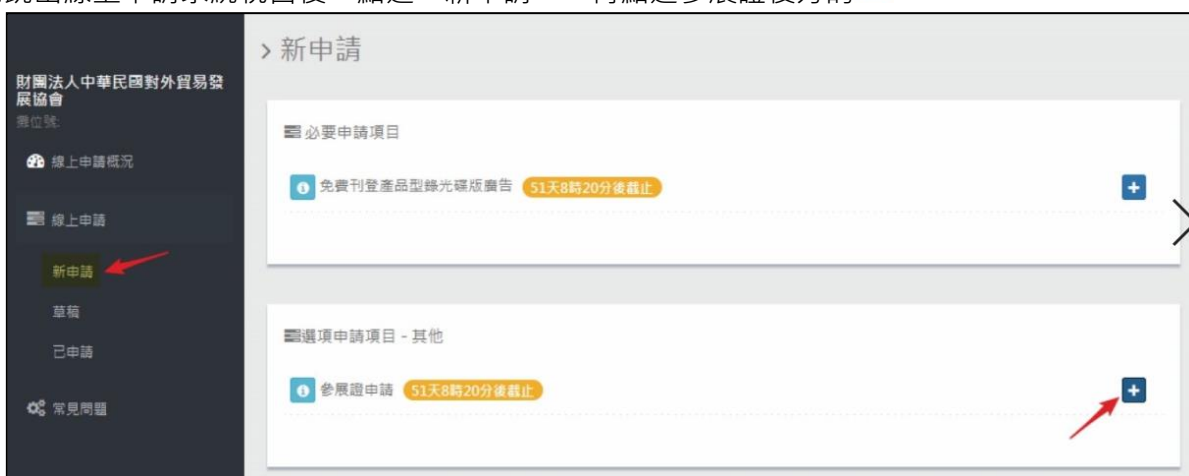 > 新申請
財團法人中華民國對外貿易發
展協會
攤位號:
線上申請概況
線上申請
新申請
草稿
已申請
常見問題
必要申請項目
免費刊登產品型錄光碟版廣告 51天8時20分後截止
選項申請項目 - 其他
參展證申請 51天8時20分後截止